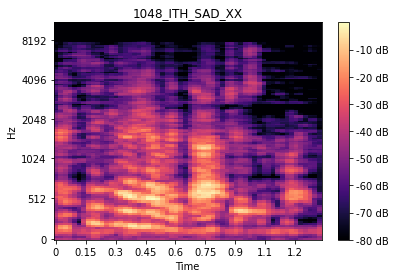 1048_ITH_SAD_XX
8192
4096
2048
1024
512
0
Hz
0 0.15 0.3 0.45 0.6 0.75 0.9 1.1 1.2
Time
-10 dB
-20 dB
-30 dB
-40 dB
-50 dB
-60 dB
-70 dB
-80 dB